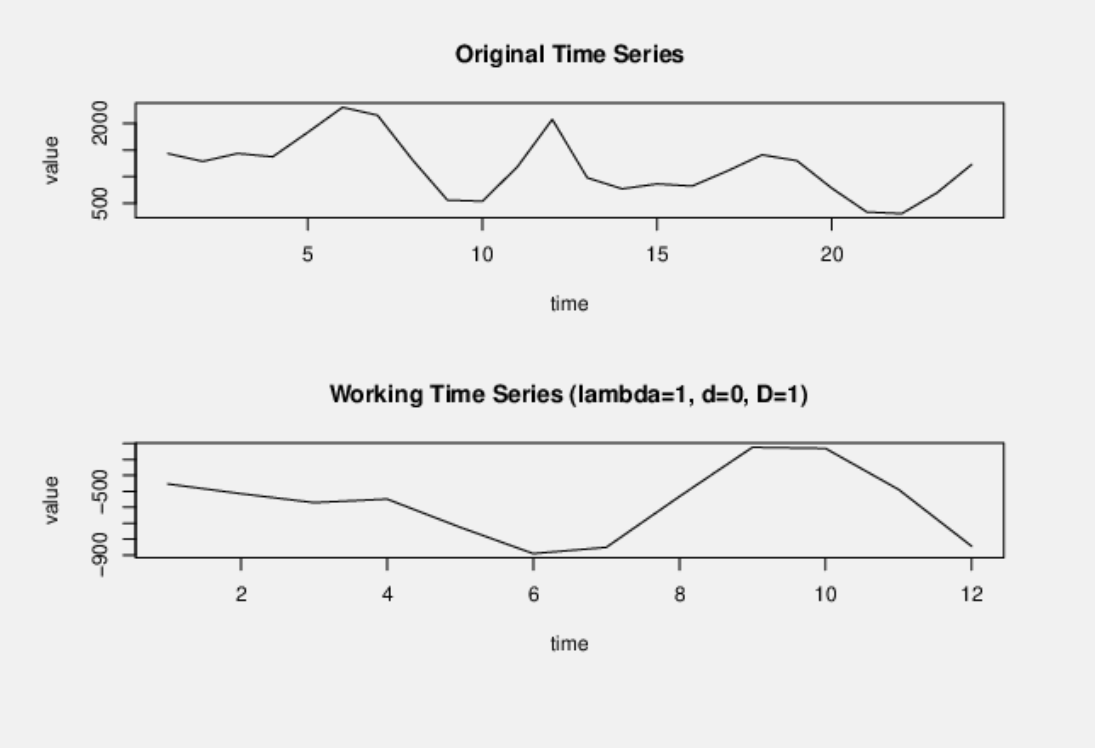 Original Time Series
value
2000
500
5 10 15 20
time
Working Time Series (lambda=1, d=0, D=1)
value
−500
−900
2 4 6 8 10 12
time